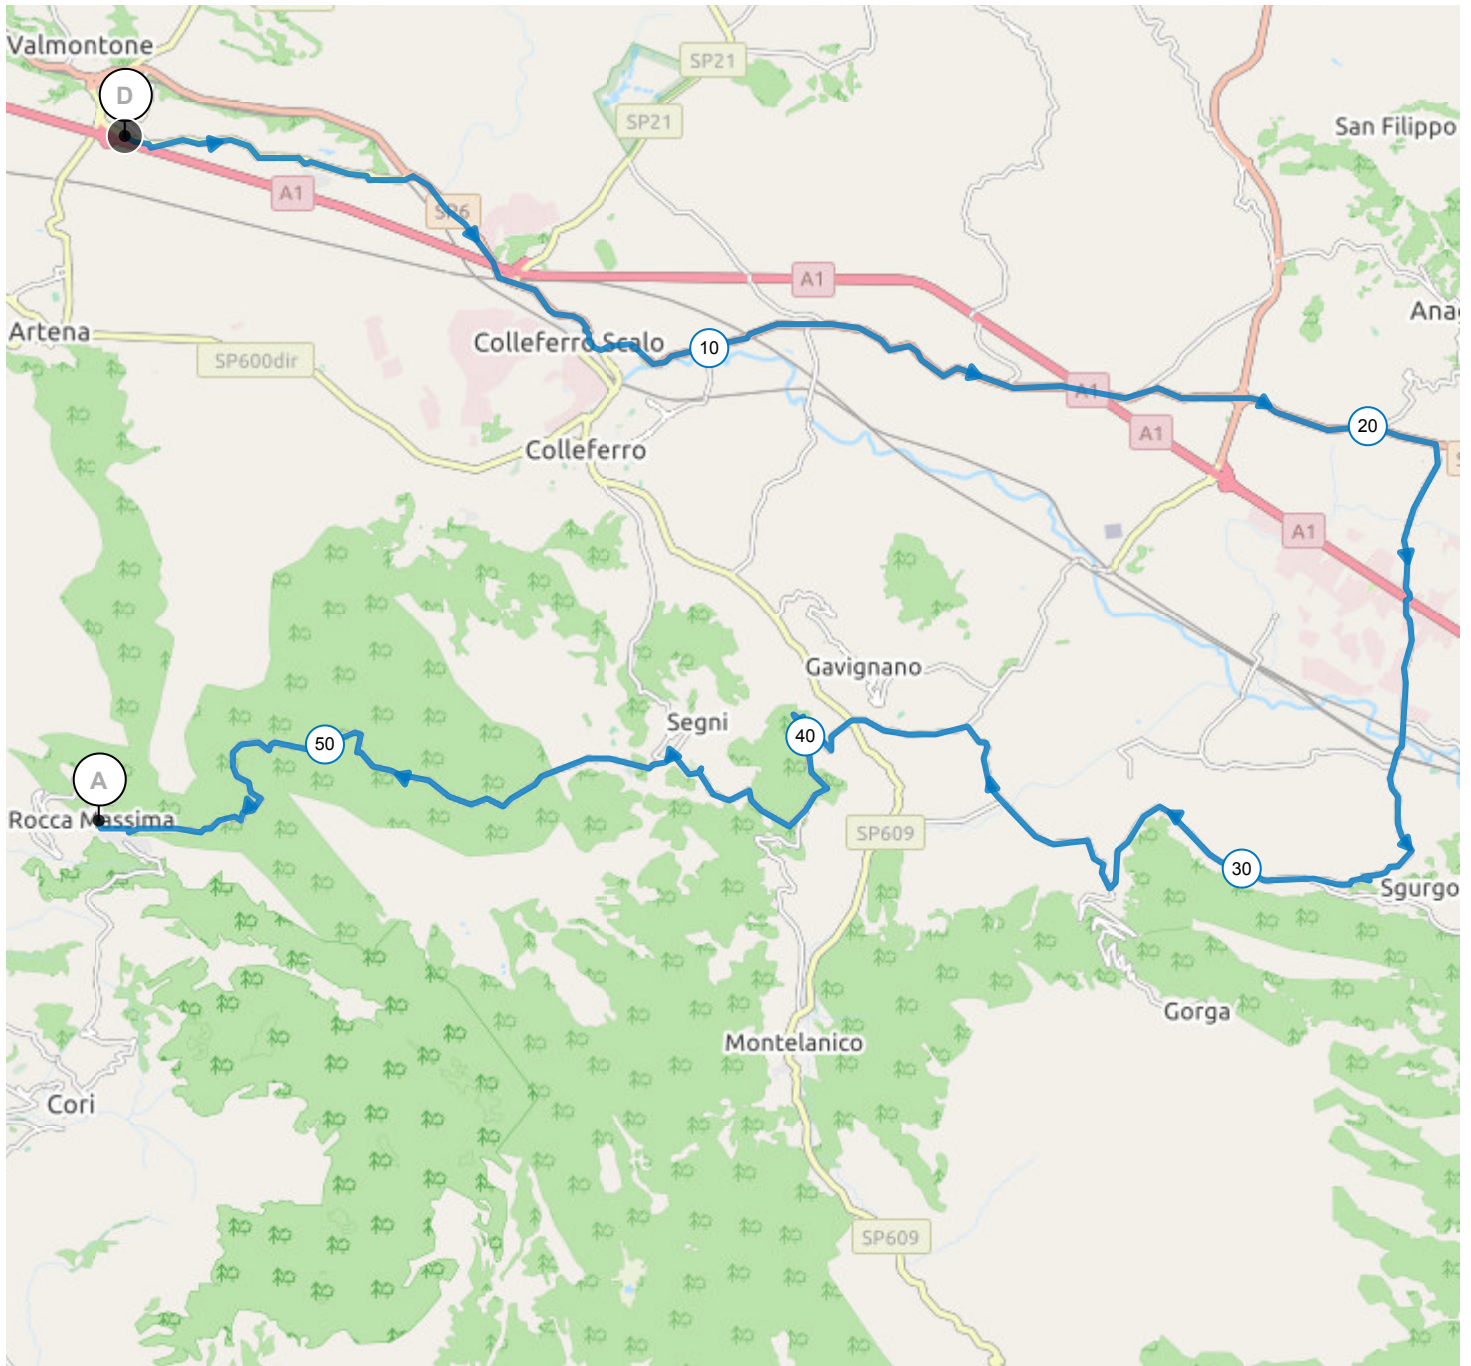 Valmontone
D
SP21
SP21
San Filippo
A1
SP6
A1
Anag
Artena
SP600dir
Colleferro Scalo
10
A1
20
A1
Colleferro
A1
Gavignano
Segni
40
50
A
Rocca Massima
SP609
30
Sgurgo
Gorga
Montelanico
Cori
SP609